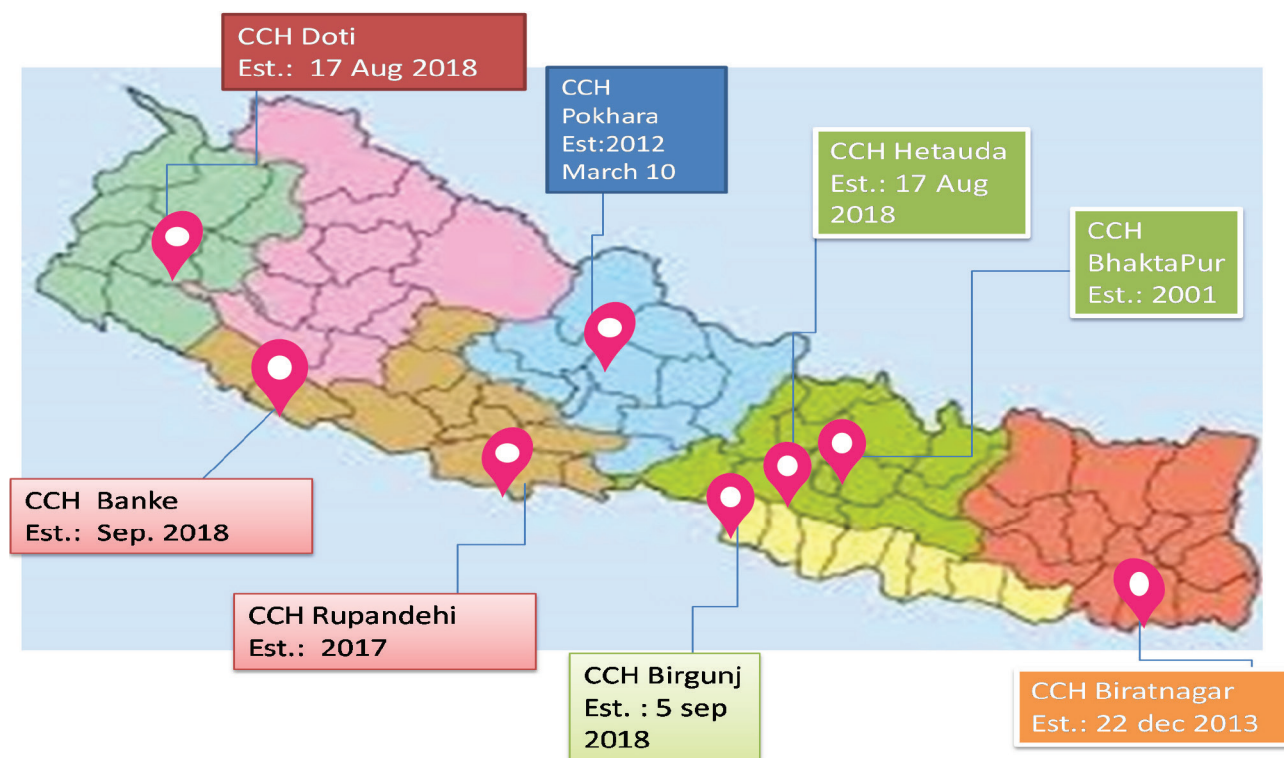 CCH Doti
Est.: 17 Aug 2018
CCH
Pokhara
Est:2012
March 10
CCH Hetauda
Est.: 17 Aug
2018
CCH
BhaktaPur
Est.: 2001
CCH Banke
Est.: Sep. 2018
CCH Rupandehi
Est.: 2017
CCH Birgunj
Est. : 5 sep
2018
CCH Biratnagar
Est.: 22 dec 2013